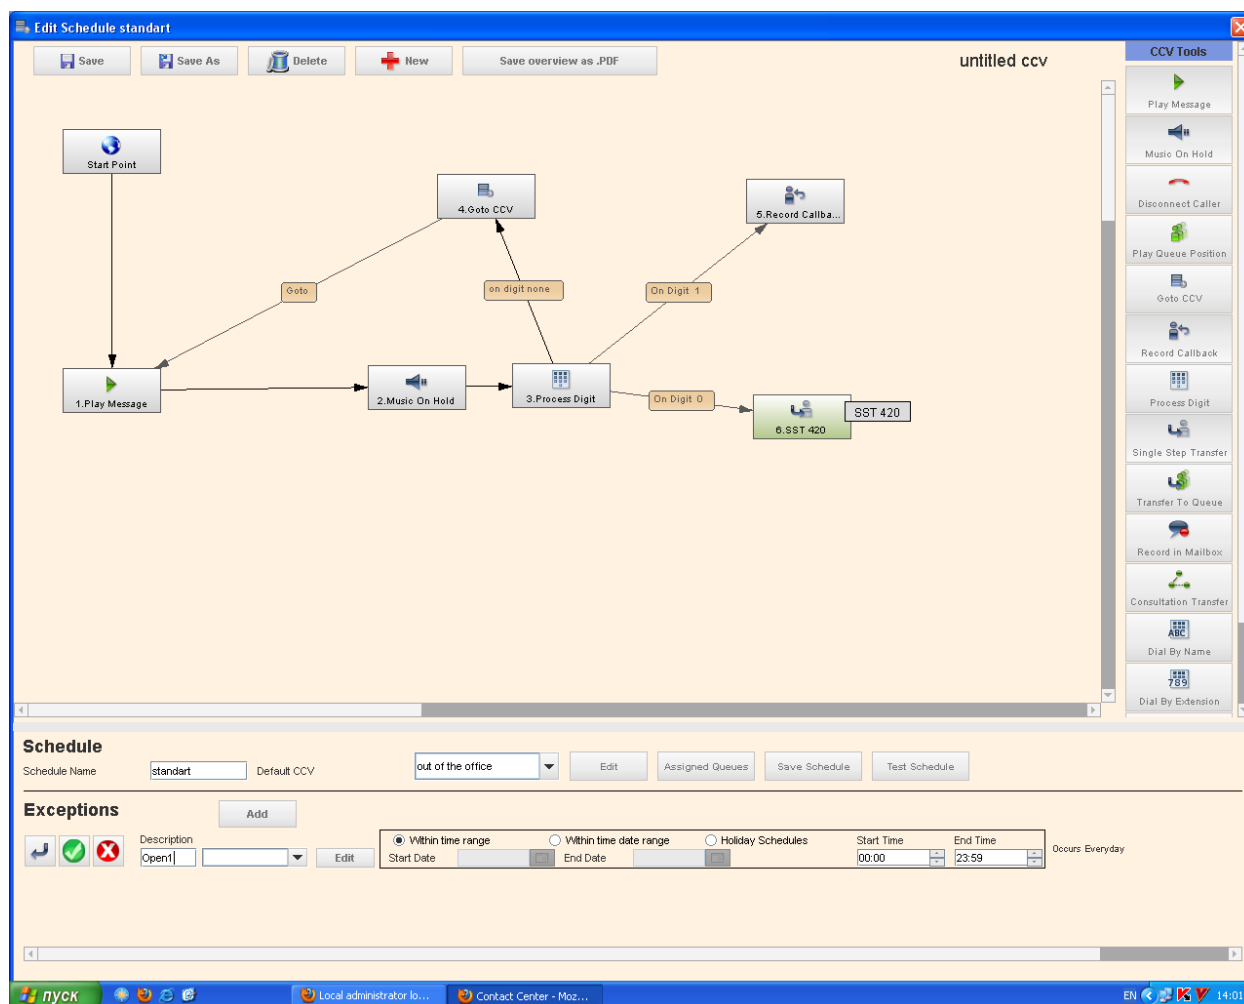 Edit Schedule standart
Save
Save As
Delete
New
Save overview as .PDF
untitled ccv
CCV Tools
Play Message
Music On Hold
Disconnect Caller
Play Queue Position
Goto CCV
Record Callback
Process Digit
Single Step Transfer
Transfer To Queue
Record in Mailbox
Consultation Transfer
ABC
Dial By Name
789
Dial By Extension
Start Point
4.Goto CCV
5.Record Callba...
Goto
on digit none
On Digit 1
1.Play Message
2.Music On Hold
3.Process Digit
On Digit 0
6.SST 420
SST 420
Schedule
Schedule Name
standart
Default CCV
out of the office
Edit
Assigned Queues
Save Schedule
Test Schedule
Exceptions
Add
Description
Open1
Edit
Within time range
Within time date range
Holiday Schedules
Start Time
End Time
Start Date
End Date
00:00
23:59
Occurs Everyday
пуск
Local administrator lo...
Contact Center - Moz...
EN
14:01